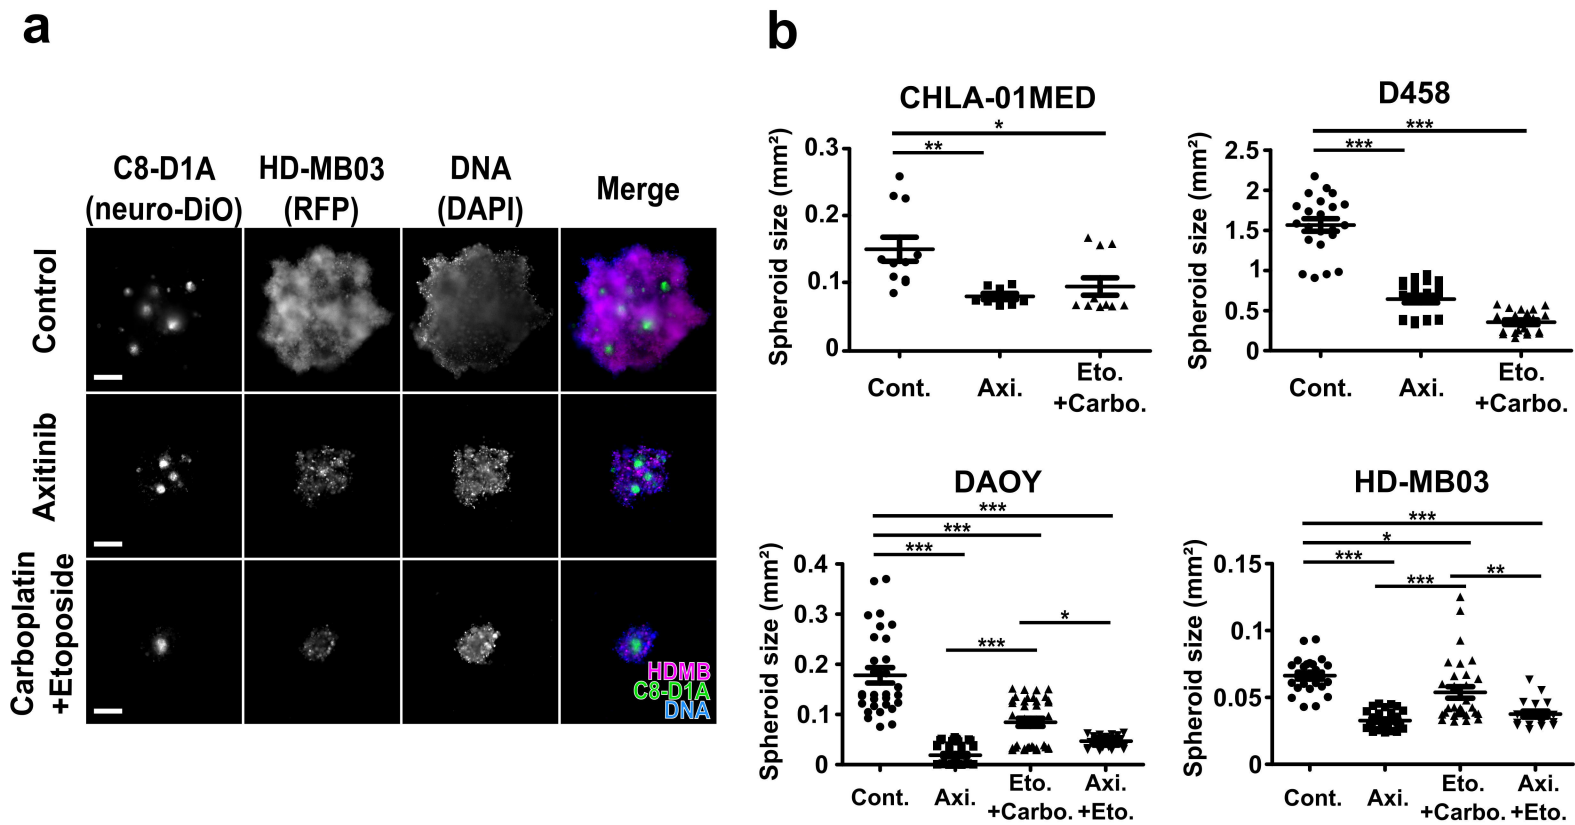 a
C8-D1A
(neuro-DiO)
HD-MB03
(RFP)
DNA
(DAPI)
Merge
Control
Axitinib
Carboplatin
+Etoposide
HDMB
C8-D1A
DNA
b
CHLA-01MED
*
**
Spheroid size (mm²)
0.3
0.2
0.1
0
Cont.
Axi.
Eto.
+Carbo.
D458
***
***
Spheroid size (mm²)
2.5
2
1.5
1
0.5
0
Cont.
Axi.
Eto.
+Carbo.
DAOY
***
***
***
*
***
Spheroid size (mm²)
0.4
0.3
0.2
0.1
0
Cont.
Axi.
Eto.
+Carbo.
Axi.
+Eto.
HD-MB03
***
*
***
**
***
Spheroid size (mm²)
0.15
0.1
0.05
0
Cont.
Axi.
Eto.
+Carbo.
Axi.
+Eto.